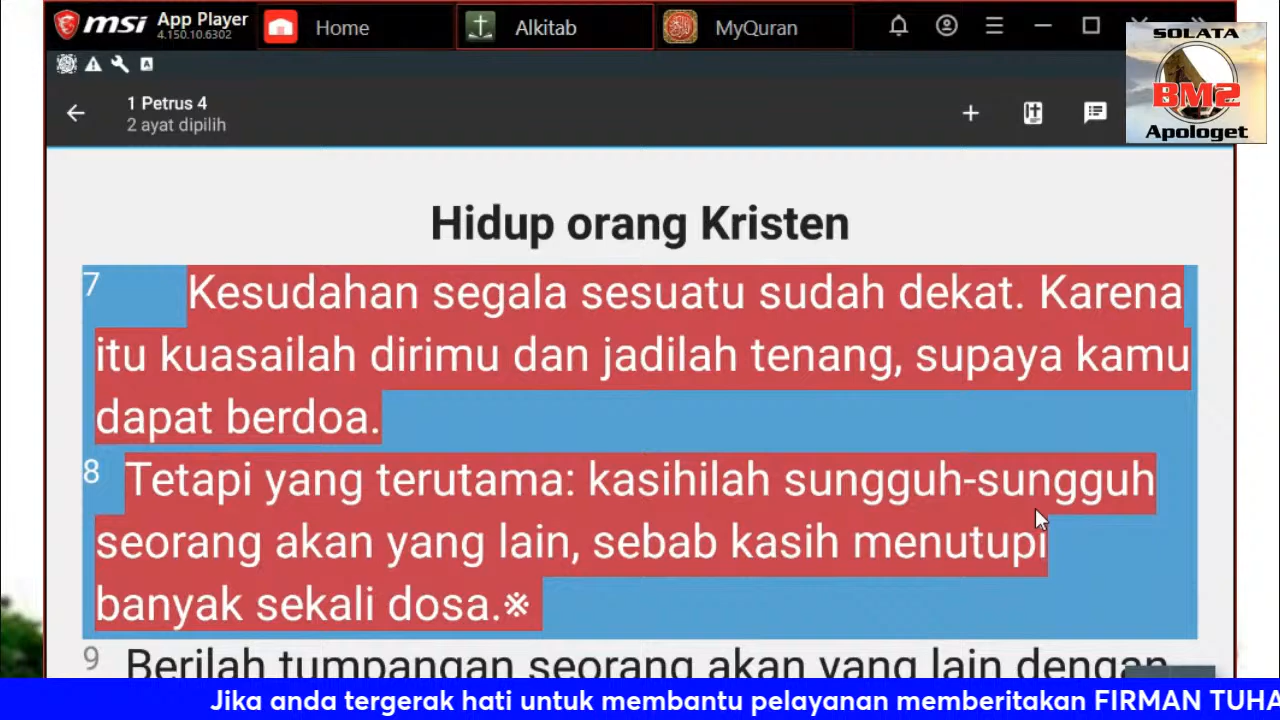 msi App Player
4.150.10.6302
Home
Alkitab
MyQuran
SOLATA
BM2
Apologet
1 Petrus 4
2 ayat dipilih
Hidup orang Kristen
7 Kesudahan segala sesuatu sudah dekat. Karena
itu kuasailah dirimu dan jadilah tenang, supaya kamu
dapat berdoa.
8 Tetapi yang terutama: kasihilah sungguh-sungguh
seorang akan yang lain, sebab kasih menutupi
banyak sekali dosa.※
9 Berilah tumpangan seorang akan yang lain dengan
Jika anda tergerak hati untuk membantu pelayanan memberitakan FIRMAN TUHA